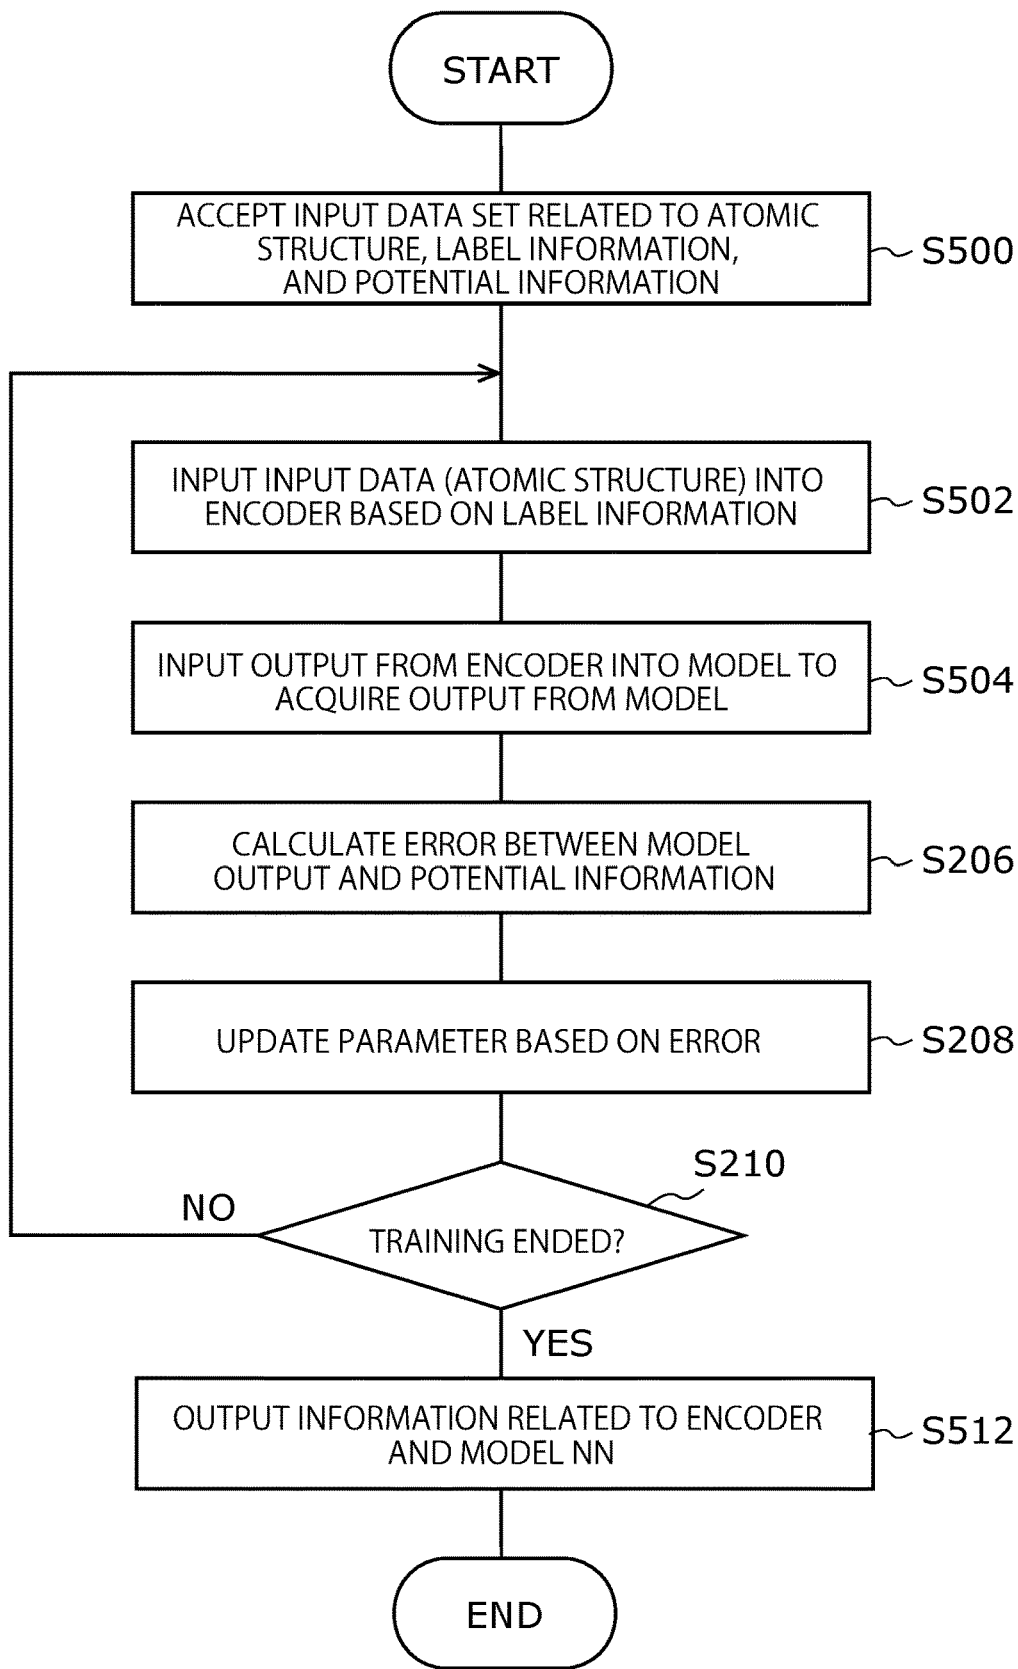 START
ACCEPT INPUT DATA SET RELATED TO ATOMIC
STRUCTURE, LABEL INFORMATION,
AND POTENTIAL INFORMATION
S500
INPUT INPUT DATA (ATOMIC STRUCTURE) INTO
ENCODER BASED ON LABEL INFORMATION
S502
INPUT OUTPUT FROM ENCODER INTO MODEL TO
ACQUIRE OUTPUT FROM MODEL
S504
CALCULATE ERROR BETWEEN MODEL
OUTPUT AND POTENTIAL INFORMATION
S206
UPDATE PARAMETER BASED ON ERROR
S208
S210
NO
TRAINING ENDED?
YES
OUTPUT INFORMATION RELATED TO ENCODER
AND MODEL NN
S512
END